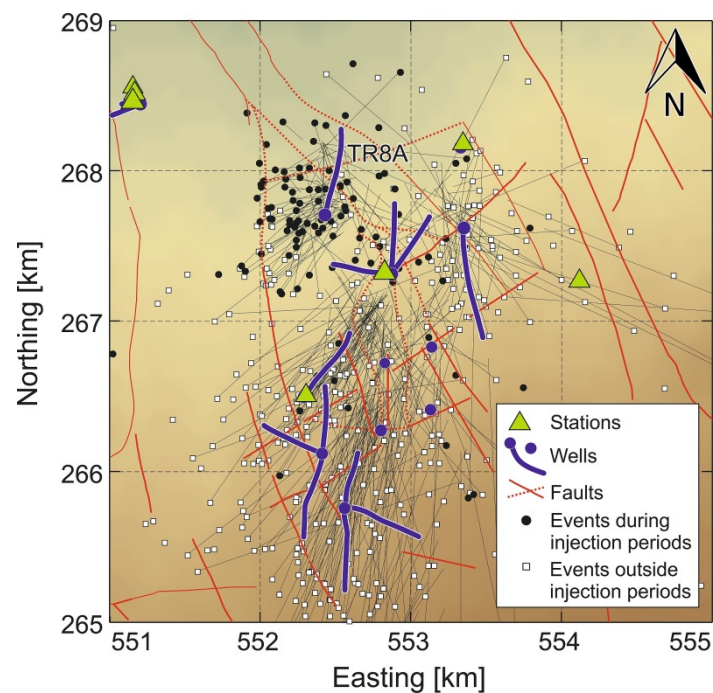 269
268
267
266
265
Northing [km]
551
552
553
554
555
Easting [km]
TR8A
N
Stations
Wells
Faults
Events during
injection periods
Events outside
injection periods